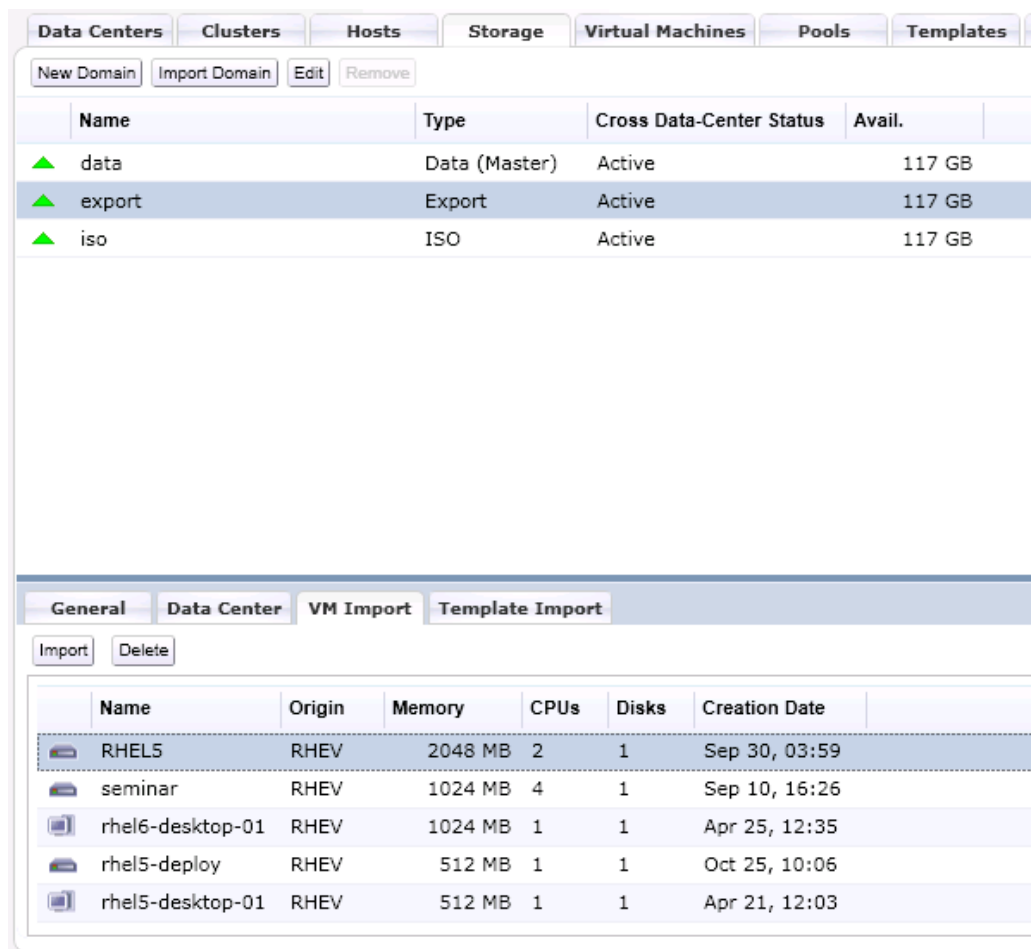 Data Centers Clusters Hosts Storage Virtual Machines Pools Templates
New Domain Import Domain Edit Remove
Name Type Cross Data-Center Status Avail.
data Data (Master) Active 117 GB
export Export Active 117 GB
iso ISO Active 117 GB
General Data Center VM Import Template Import
Import Delete
Name Origin Memory CPUs Disks Creation Date
RHEL5 RHEV 2048 MB 2 1 Sep 30, 03:59
seminar RHEV 1024 MB 4 1 Sep 10, 16:26
rhel6-desktop-01 RHEV 1024 MB 1 1 Apr 25, 12:35
rhel5-deploy RHEV 512 MB 1 1 Oct 25, 10:06
rhel5-desktop-01 RHEV 512 MB 1 1 Apr 21, 12:03